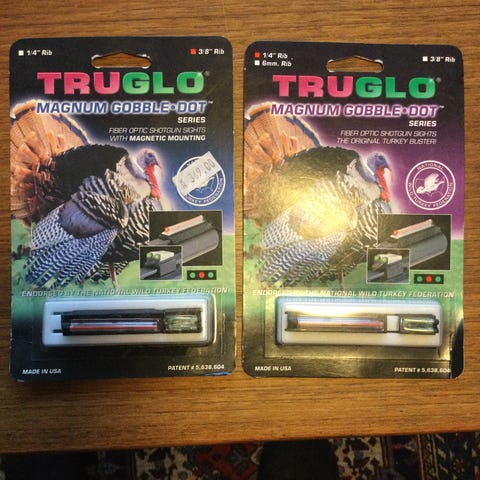 1/4" Rib
3/8" Rib
TRUGLO®
MAGNUM GOBBLE•DOT™
SERIES
FIBER OPTIC SHOTGUN SIGHTS
WITH MAGNETIC MOUNTING
ENDORSED BY THE NATIONAL WILD TURKEY FEDERATION
MADE IN USA
PATENT # 5,638,604
1/4" Rib
6mm. Rib
3/8" Rib
TRUGLO®
MAGNUM GOBBLE•DOT™
SERIES
FIBER OPTIC SHOTGUN SIGHTS
THE ORIGINAL TURKEY BUSTER!
NATIONAL
WILD TURKEY FEDERATION
ENDORSED BY THE NATIONAL WILD TURKEY FEDERATION
MADE IN USA
PATENT # 5,638,604